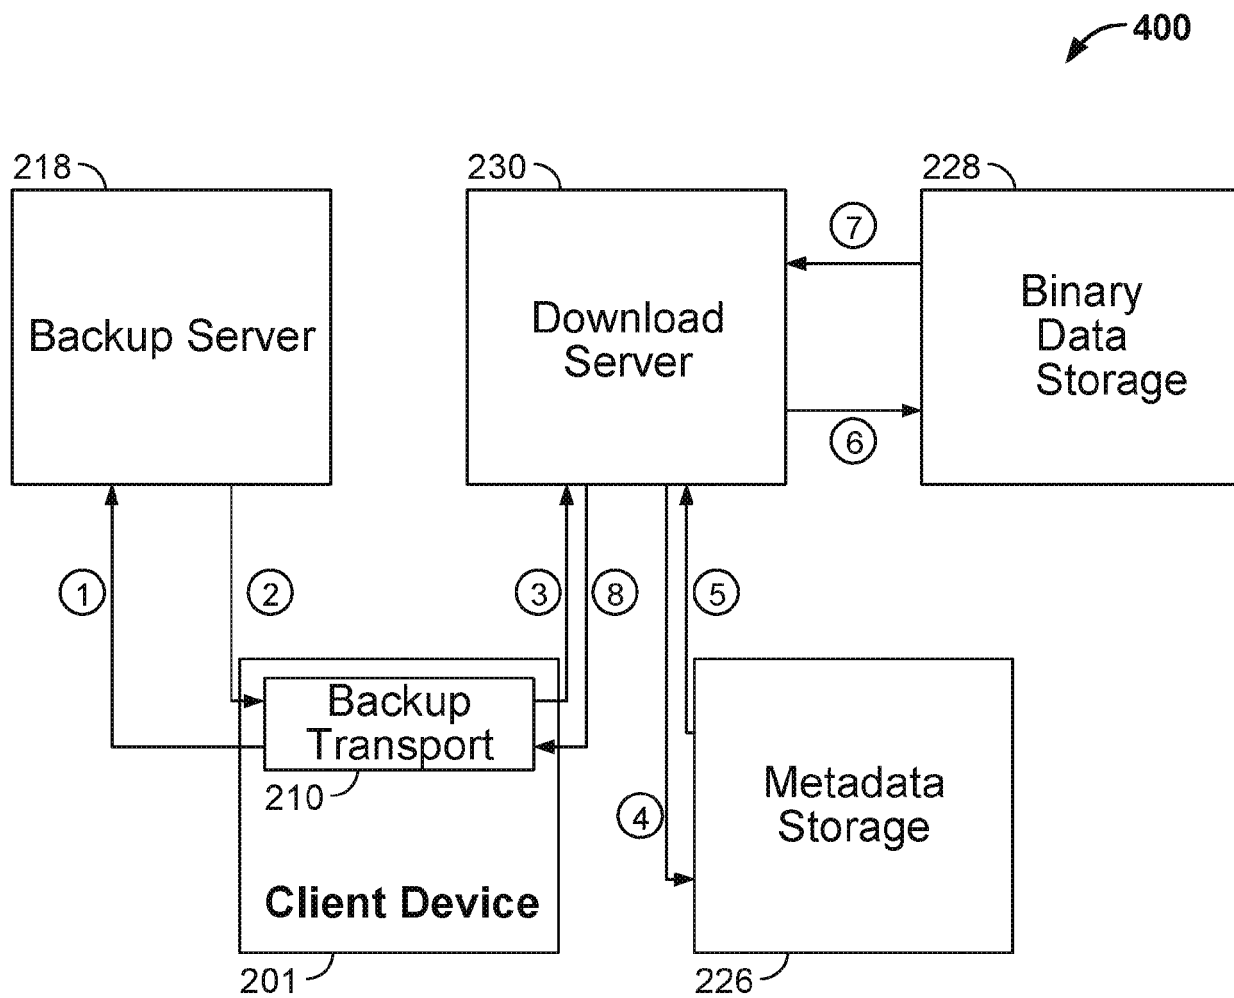 400
218
230
228
Backup Server
Download
Server
Binary
Data
Storage
7
6
1
2
3
8
5
Backup
Transport
210
4
Metadata
Storage
Client Device
201
226